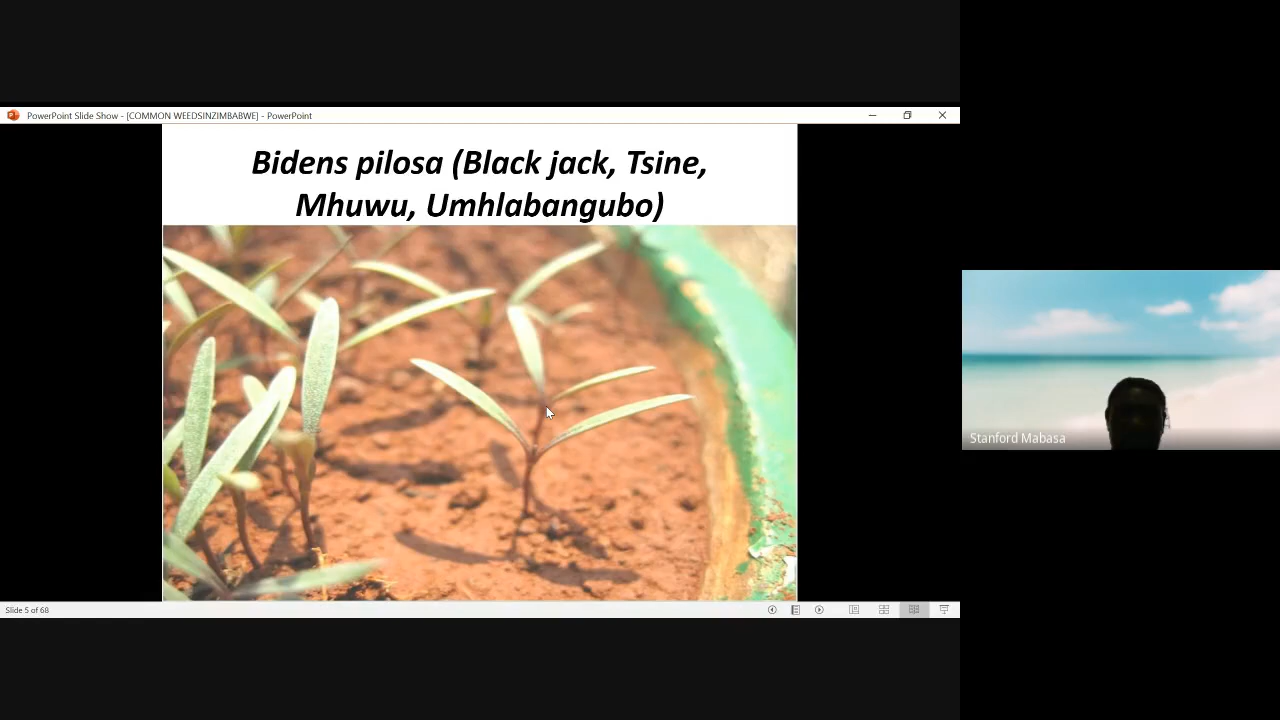 PowerPoint Slide Show - [COMMON WEEDSINZIMBABWE] - PowerPoint
Bidens pilosa (Black jack, Tsine,
Mhuwu, Umhlabangubo)
Stanford Mabasa
Slide 5 of 68